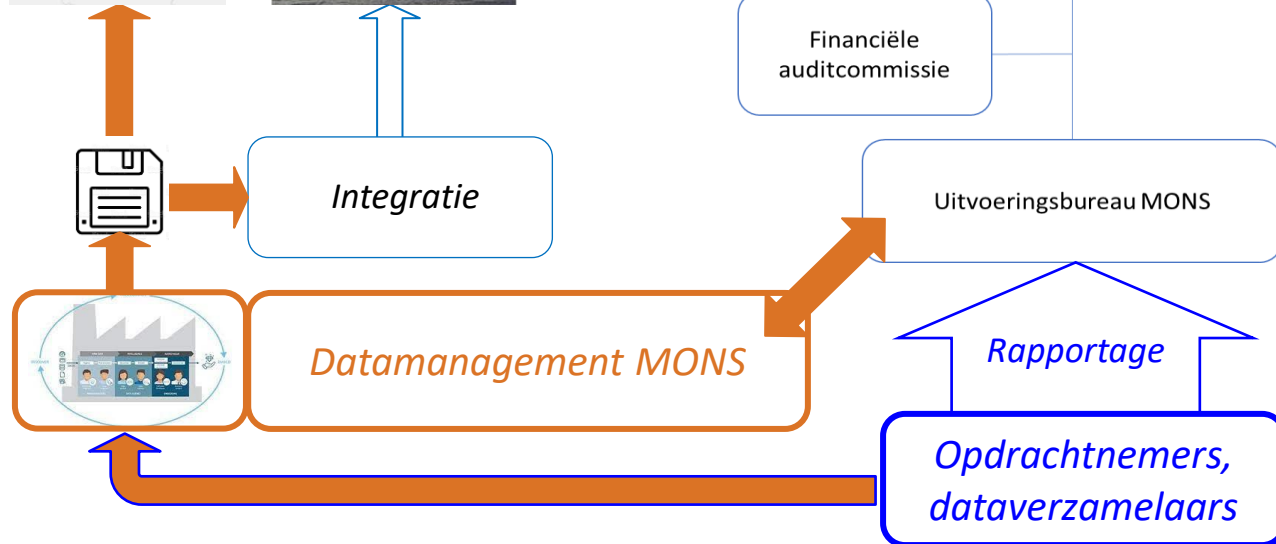 Financiële
auditcommissie
Integratie
Uitvoeringsbureau MONS
Datamanagement MONS
Rapportage
Opdrachtnemers,
dataverzamelaars